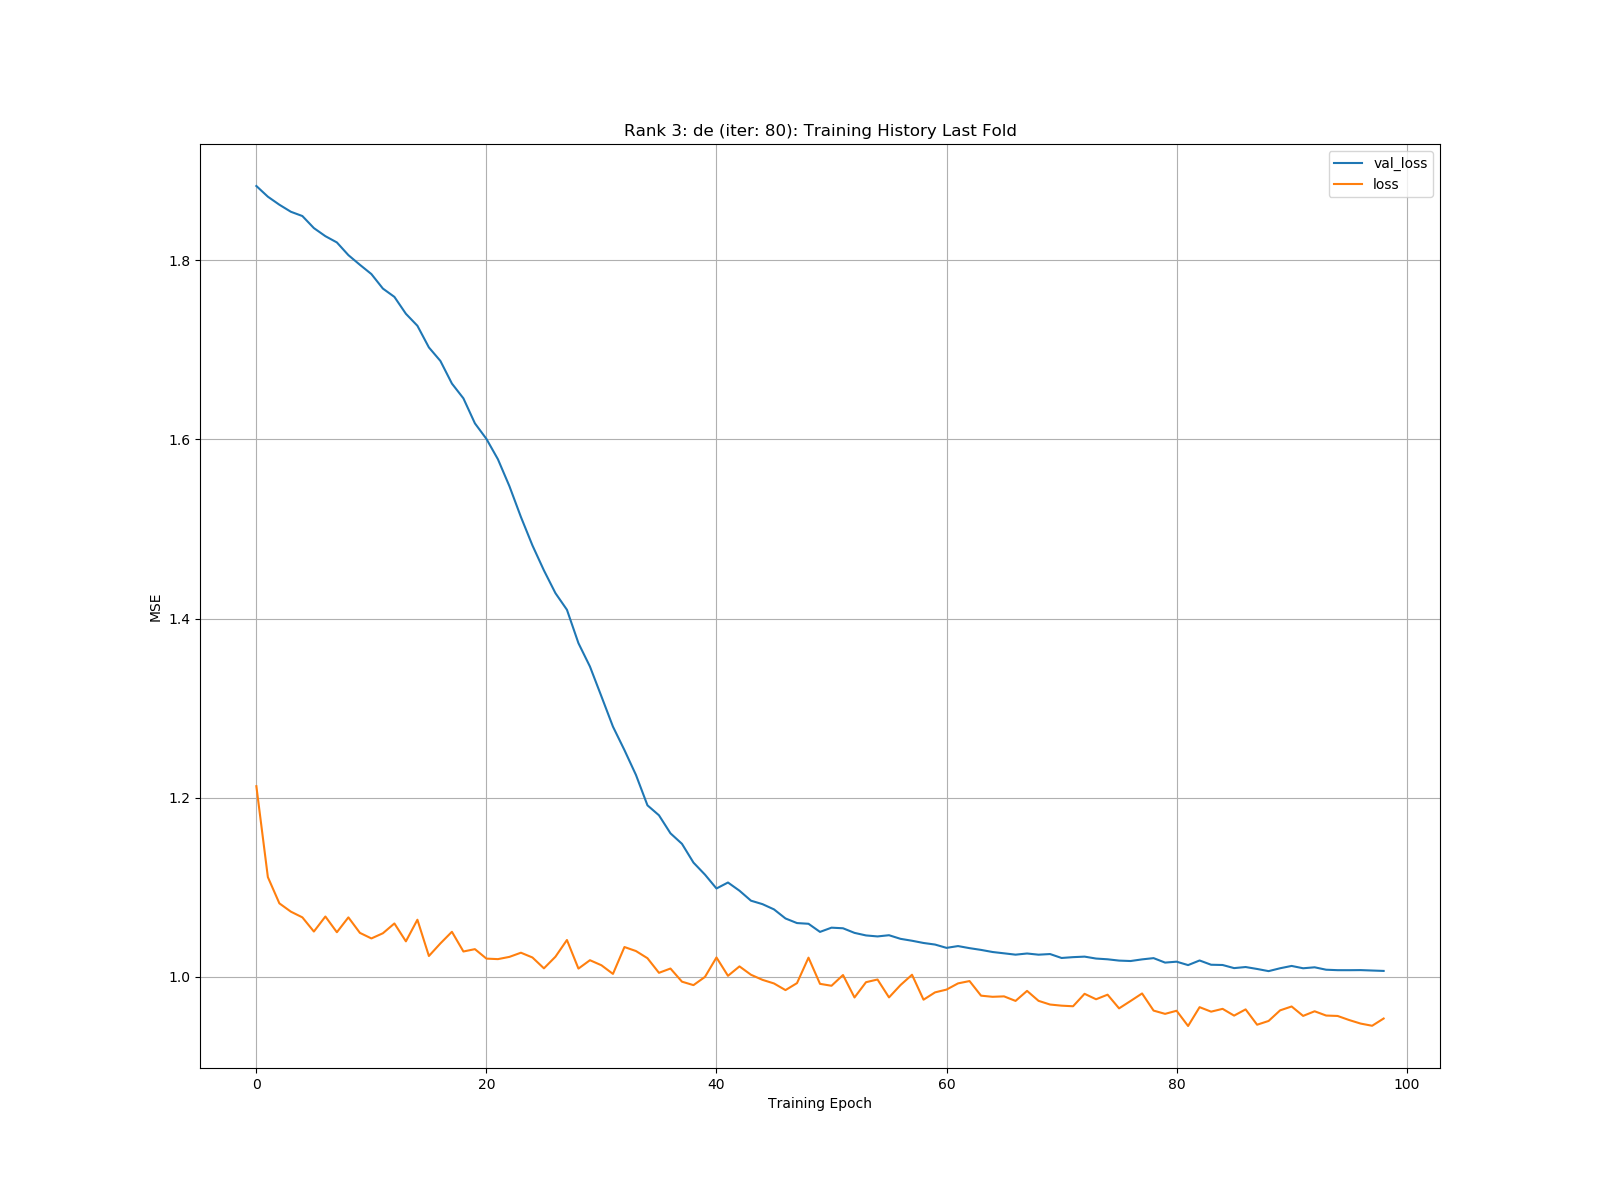 Rank 3: de (iter: 80): Training History Last Fold
val_loss
loss
MSE
1.8
1.6
1.4
1.2
1.0
0 20 40 60 80 100
Training Epoch